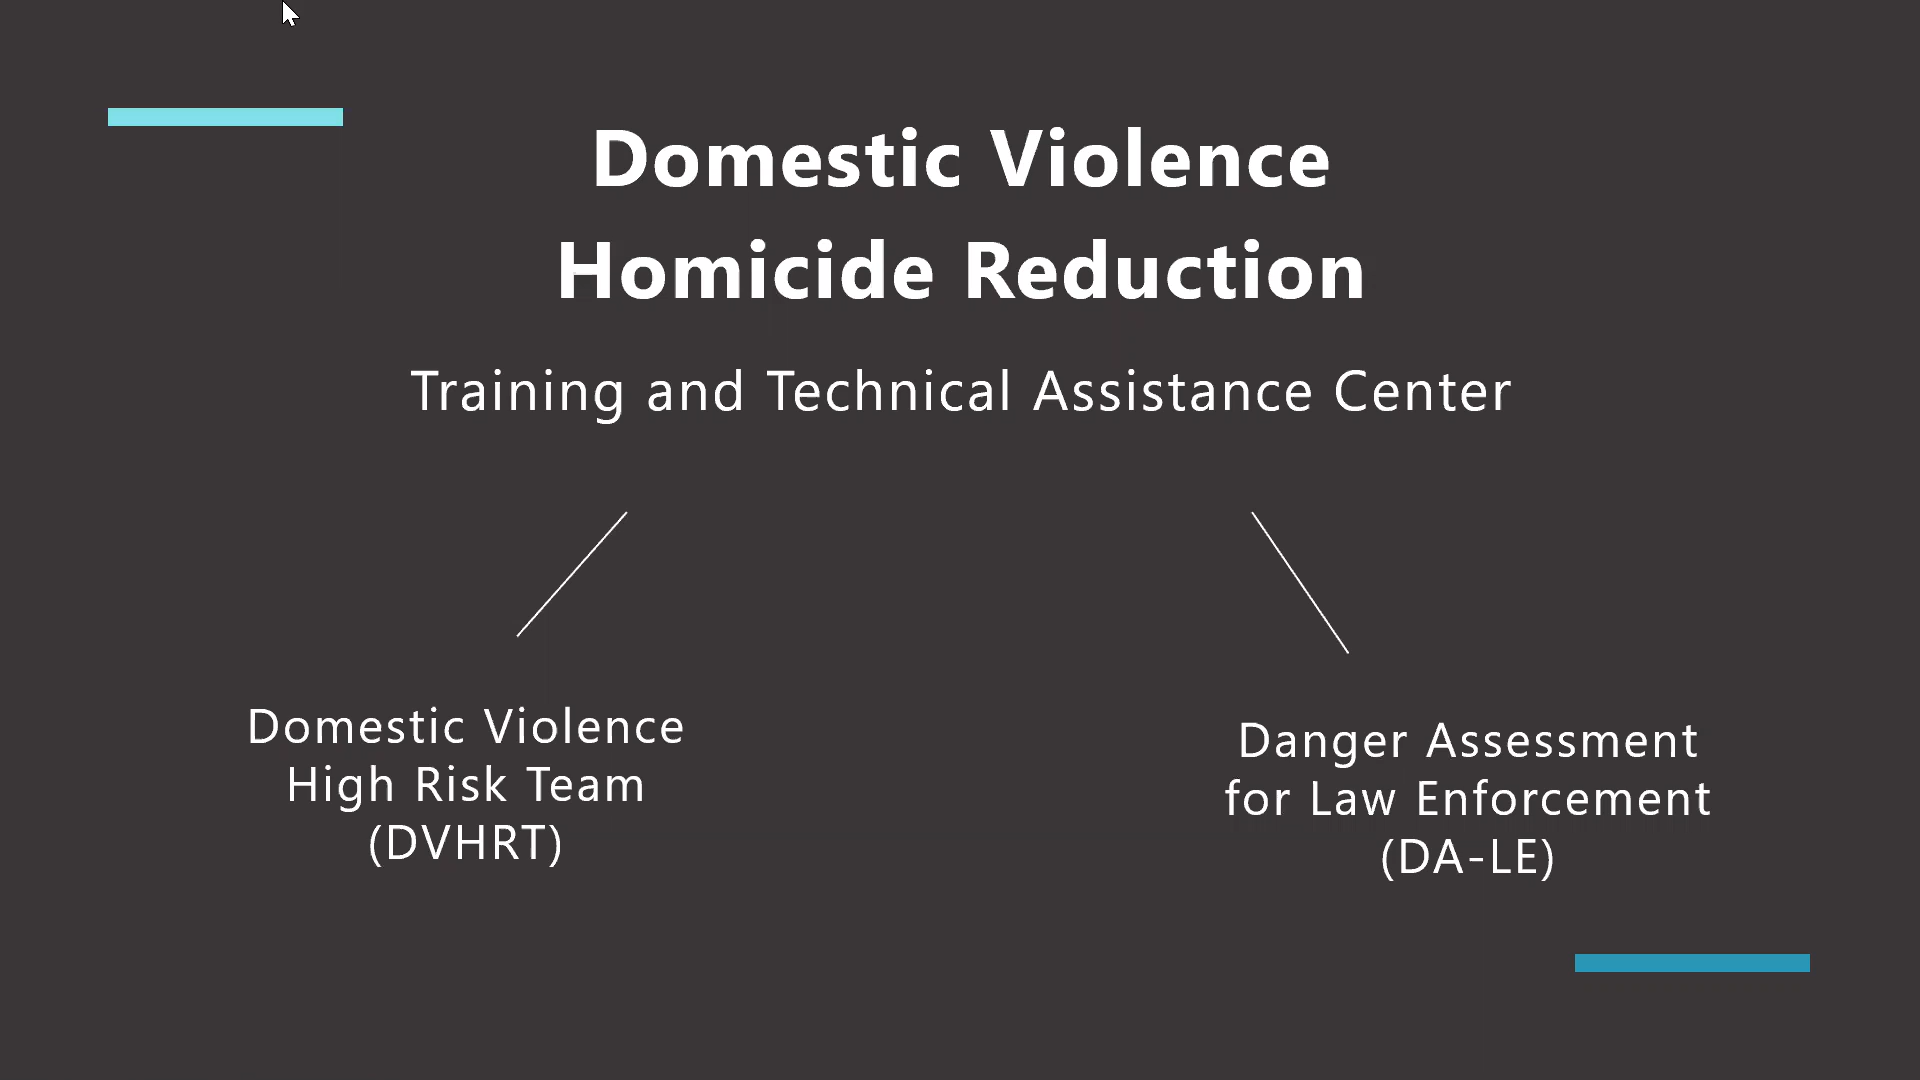 Domestic Violence
Homicide Reduction
Training and Technical Assistance Center
Domestic Violence
High Risk Team
(DVHRT)
Danger Assessment
for Law Enforcement
(DA-LE)